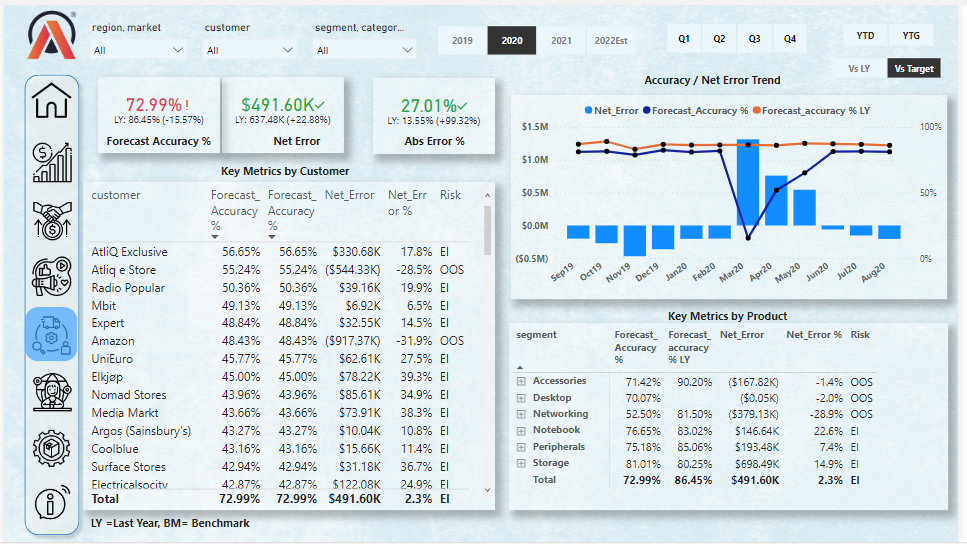 region, market
customer
segment, categor...
All
All
All
2019
2020
2021
2022Est
Q1
Q2
Q3
Q4
YTD
YTG
Vs LY
Vs Target
72.99%!
LY: 86.45% (-15.57%)
Forecast Accuracy %
$491.60K✓
LY: 637.48K (+22.88%)
Net Error
27.01%✓
LY: 13.55% (+99.32%)
Abs Error %
Key Metrics by Customer
customer Forecast_Accuracy % Forecast_Accuracy % Net_Error Net_Error % Risk
AtliQ Exclusive 56.65% 56.65% $330.68K 17.8% EI
Atliq e Store 55.24% 55.24% ($544.33K) -28.5% OOS
Radio Popular 50.36% 50.36% $39.16K 19.9% EI
Mbit 49.13% 49.13% $6.92K 6.5% EI
Expert 48.84% 48.84% $32.55K 14.5% EI
Amazon 48.43% 48.43% ($917.37K) -31.9% OOS
UniEuro 45.77% 45.77% $62.61K 27.5% EI
Elkjøp 45.00% 45.00% $78.22K 39.3% EI
Nomad Stores 43.96% 43.96% $85.61K 34.9% EI
Media Markt 43.66% 43.66% $73.91K 38.3% EI
Argos (Sainsbury's) 43.27% 43.27% $10.04K 10.8% EI
Coolblue 43.16% 43.16% $15.66K 11.4% EI
Surface Stores 42.94% 42.94% $31.18K 36.7% EI
Electricalsocity 42.87% 42.87% $122.08K 24.9% EI
Total 72.99% 72.99% $491.60K 2.3% EI
LY =Last Year, BM= Benchmark
Accuracy / Net Error Trend
Net_Error Forecast_Accuracy % Forecast_accuracy % LY
$1.5M
$1.0M
$0.5M
$0.0M
($0.5M)
100%
50%
0%
Sep19 Oct19 Nov19 Dec19 Jan20 Feb20 Mar20 Apr20 May20 Jun20 Jul20 Aug20
Key Metrics by Product
segment Forecast_Accuracy % Forecast_accuracy % LY Net_Error Net_Error % Risk
Accessories 71.42% 90.20% ($167.82K) -1.4% OOS
Desktop 70.07% ($0.05K) -2.0% OOS
Networking 52.50% 81.50% ($379.13K) -28.9% OOS
Notebook 76.65% 83.02% $146.64K 22.6% EI
Peripherals 75.18% 85.06% $193.48K 7.4% EI
Storage 81.01% 80.25% $698.49K 14.9% EI
Total 72.99% 86.45% $491.60K 2.3% EI